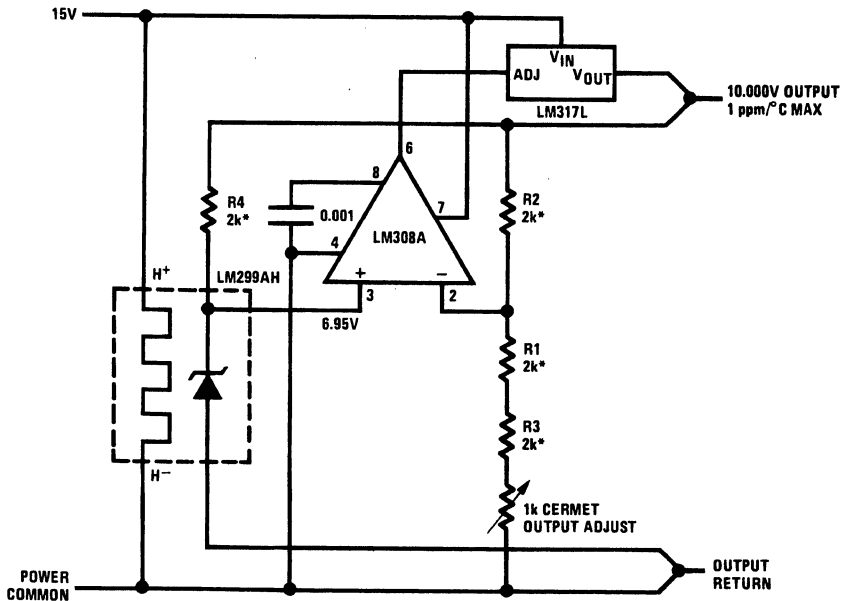 15V
ADJ
VIN
VOUT
LM317L
10.000V OUTPUT
1 ppm/°C MAX
6
8
R4
2k*
0.001
7
R2
2k*
4
LM308A
H+
LM299AH
+
−
3
2
6.95V
R1
2k*
R3
2k*
H−
1k CERMET
OUTPUT ADJUST
POWER
COMMON
OUTPUT
RETURN